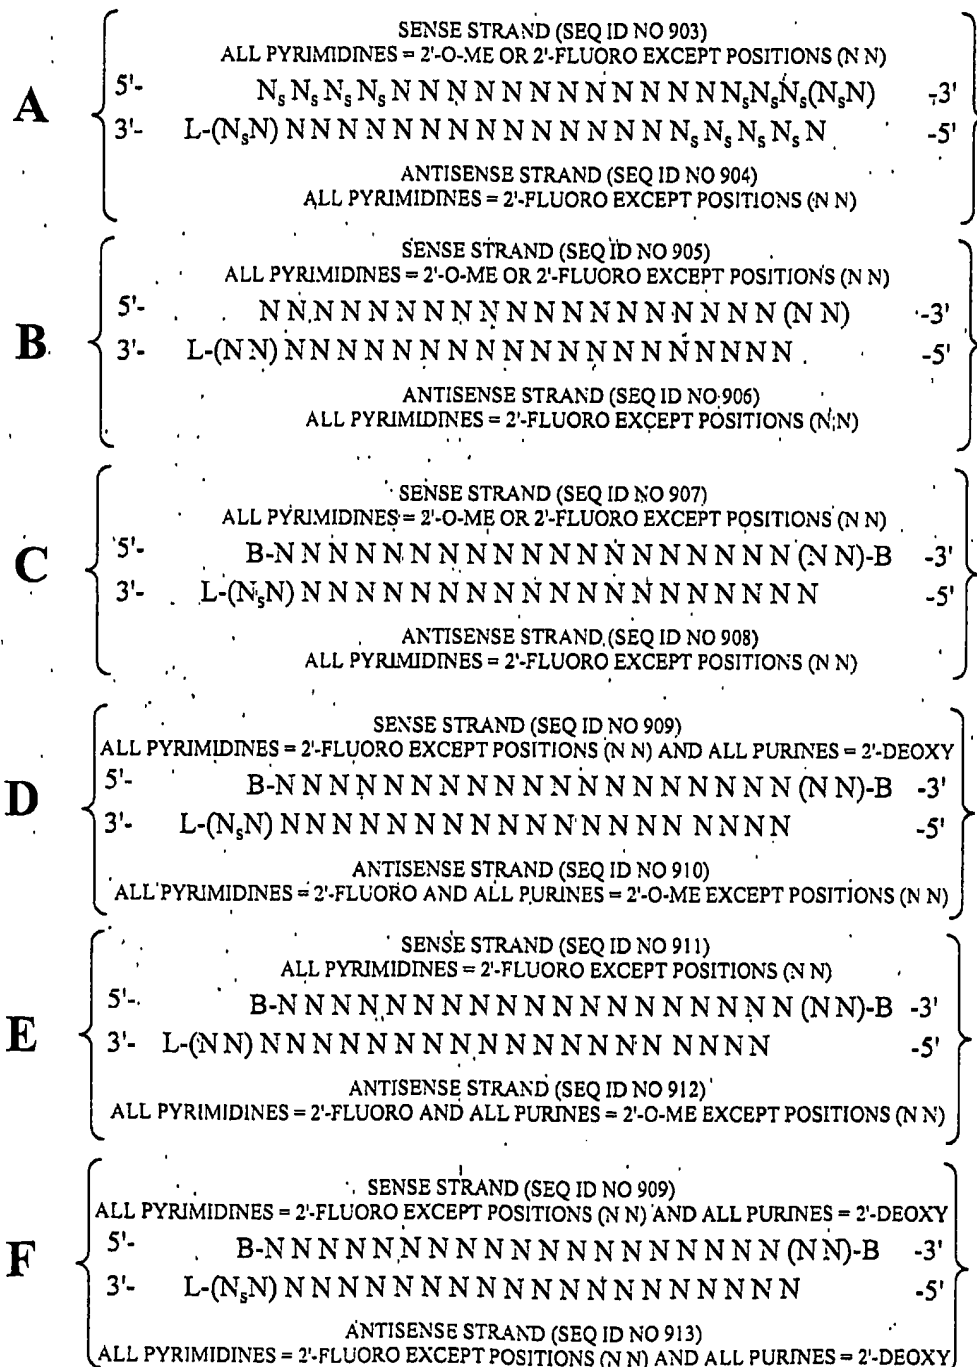 A
SENSE STRAND (SEQ ID NO 903)
ALL PYRIMIDINES = 2'-O-ME OR 2'-FLUORO EXCEPT POSITIONS (N N)
5'- NₛNₛNₛNₛN N N N N N N N N N N N NₛNₛNₛ(NₛN) -3'
3'- L-(NₛN) N N N N N N N N N N N N N N NₛNₛNₛNₛN -5'
ANTISENSE STRAND (SEQ ID NO 904)
ALL PYRIMIDINES = 2'-FLUORO EXCEPT POSITIONS (N N)
B
SENSE STRAND (SEQ ID NO 905)
ALL PYRIMIDINES = 2'-O-ME OR 2'-FLUORO EXCEPT POSITIONS (N N)
5'- N N N N N N N N N N N N N N N N N N N (N N) -3'
3'- L-(N N) N N N N N N N N N N N N N N N N N N N -5'
ANTISENSE STRAND (SEQ ID NO 906)
ALL PYRIMIDINES = 2'-FLUORO EXCEPT POSITIONS (N N)
C
SENSE STRAND (SEQ ID NO 907)
ALL PYRIMIDINES = 2'-O-ME OR 2'-FLUORO EXCEPT POSITIONS (N N)
5'- B-N N N N N N N N N N N N N N N N N N N (N N)-B -3'
3'- L-(NₛN) N N N N N N N N N N N N N N N N N N N -5'
ANTISENSE STRAND (SEQ ID NO 908)
ALL PYRIMIDINES = 2'-FLUORO EXCEPT POSITIONS (N N)
D
SENSE STRAND (SEQ ID NO 909)
ALL PYRIMIDINES = 2'-FLUORO EXCEPT POSITIONS (N N) AND ALL PURINES = 2'-DEOXY
5'- B-N N N N N N N N N N N N N N N N N N N (N N)-B -3'
3'- L-(NₛN) N N N N N N N N N N N N N N N N N N N -5'
ANTISENSE STRAND (SEQ ID NO 910)
ALL PYRIMIDINES = 2'-FLUORO AND ALL PURINES = 2'-O-ME EXCEPT POSITIONS (N N)
E
SENSE STRAND (SEQ ID NO 911)
ALL PYRIMIDINES = 2'-FLUORO EXCEPT POSITIONS (N N)
5'- B-N N N N N N N N N N N N N N N N N N N (N N)-B -3'
3'- L-(N N) N N N N N N N N N N N N N N N N N N N -5'
ANTISENSE STRAND (SEQ ID NO 912)
ALL PYRIMIDINES = 2'-FLUORO AND ALL PURINES = 2'-O-ME EXCEPT POSITIONS (N N)
F
SENSE STRAND (SEQ ID NO 909)
ALL PYRIMIDINES = 2'-FLUORO EXCEPT POSITIONS (N N) AND ALL PURINES = 2'-DEOXY
5'- B-N N N N N N N N N N N N N N N N N N N (N N)-B -3'
3'- L-(NₛN) N N N N N N N N N N N N N N N N N N N -5'
ANTISENSE STRAND (SEQ ID NO 913)
ALL PYRIMIDINES = 2'-FLUORO EXCEPT POSITIONS (N N) AND ALL PURINES = 2'-DEOXY